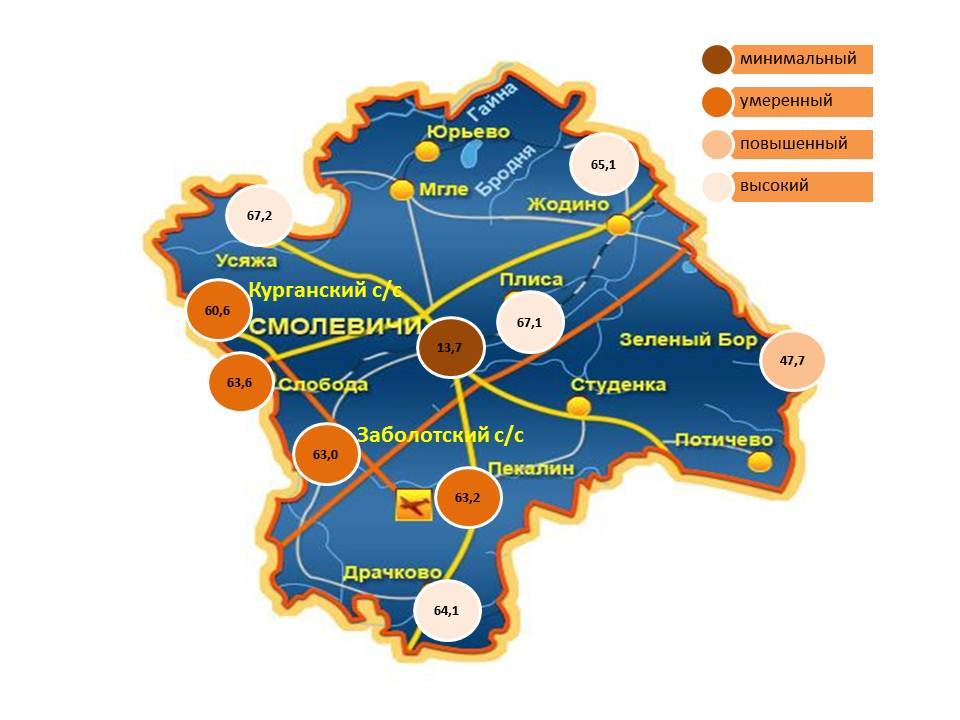 минимальный
умеренный
повышенный
высокий
Гайна
Юрьево
Бродня
65,1
Мгле
Жодино
67,2
Усяжа
Плиса
Курганский с/с
60,6
СМОЛЕВИЧИ
67,1
13,7
Зеленый Бор
47,7
63,6
Слобода
Студенка
Заболотский с/с
Потичево
63,0
Пекалин
63,2
Драчково
64,1